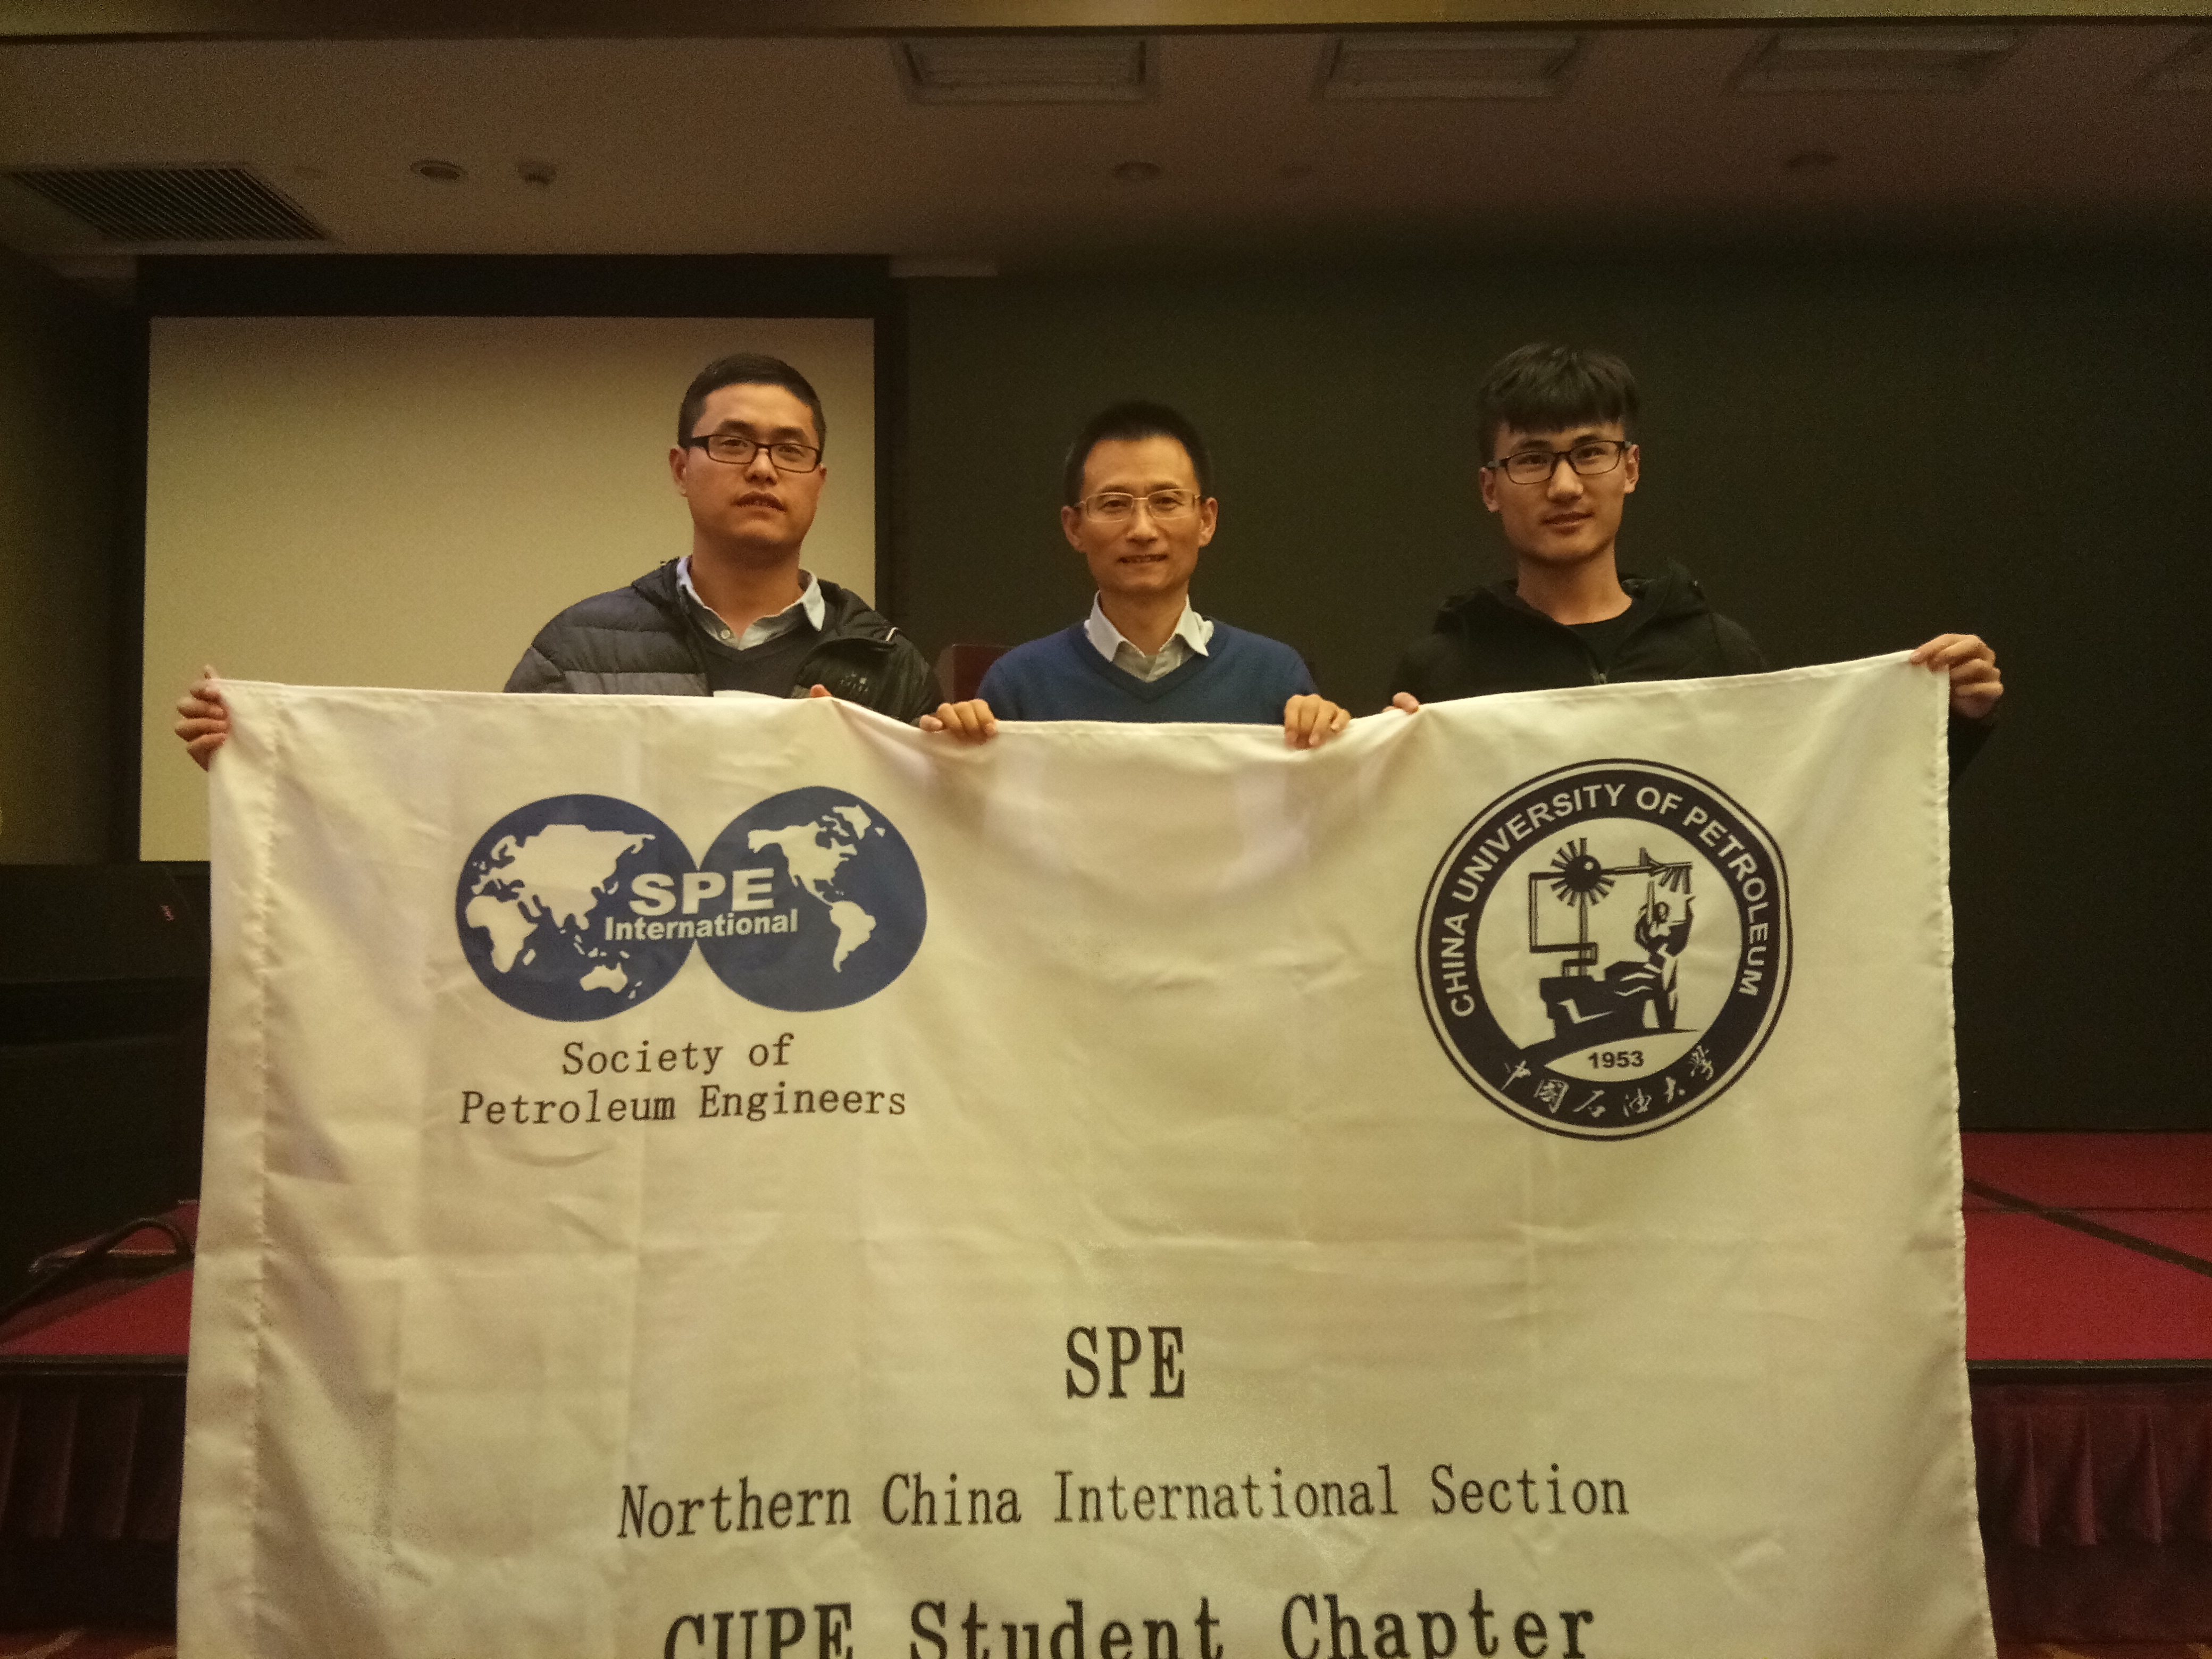 SPE
International
Society of
Petroleum Engineers
CHINA UNIVERSITY OF PETROLEUM
1953
中国石油大学
SPE
Northern China International Section
CUPE Student Chapter